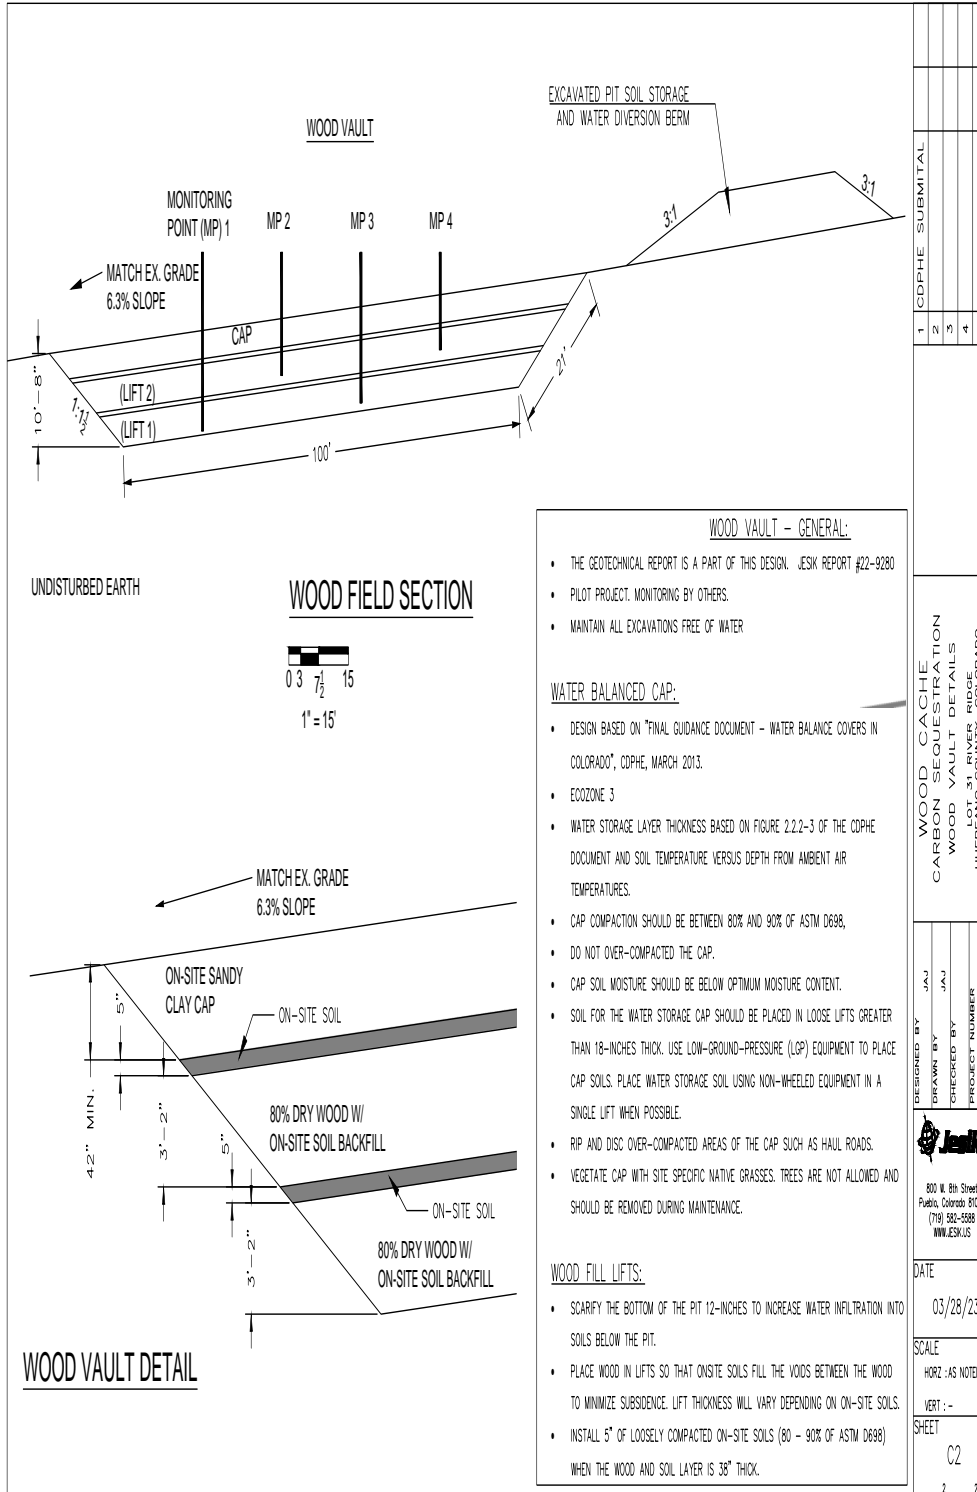 WOOD VAULT
EXCAVATED PIT SOIL STORAGE
AND WATER DIVERSION BERM
MONITORING
POINT (MP) 1
MP 2
MP 3
MP 4
3:1
3:1
MATCH EX. GRADE
6.3% SLOPE
CAP
10'-8"
(LIFT 2)
1:1½
(LIFT 1)
21'
100'
UNDISTURBED EARTH
WOOD FIELD SECTION
0 3 7½ 15
1" = 15'
MATCH EX. GRADE
6.3% SLOPE
ON-SITE SANDY
CLAY CAP
5"
ON-SITE SOIL
42" MIN.
3'-2"
80% DRY WOOD W/
ON-SITE SOIL BACKFILL
5"
ON-SITE SOIL
3'-2"
80% DRY WOOD W/
ON-SITE SOIL BACKFILL
WOOD VAULT DETAIL
WOOD VAULT - GENERAL:
• THE GEOTECHNICAL REPORT IS A PART OF THIS DESIGN. JESIK REPORT #22-9280
• PILOT PROJECT. MONITORING BY OTHERS.
• MAINTAIN ALL EXCAVATIONS FREE OF WATER
WATER BALANCED CAP:
• DESIGN BASED ON "FINAL GUIDANCE DOCUMENT - WATER BALANCE COVERS IN
COLORADO", CDPHE, MARCH 2013.
• ECOZONE 3
• WATER STORAGE LAYER THICKNESS BASED ON FIGURE 2.2.2-3 OF THE CDPHE
DOCUMENT AND SOIL TEMPERATURE VERSUS DEPTH FROM AMBIENT AIR
TEMPERATURES.
• CAP COMPACTION SHOULD BE BETWEEN 80% AND 90% OF ASTM D698,
• DO NOT OVER-COMPACTED THE CAP.
• CAP SOIL MOISTURE SHOULD BE BELOW OPTIMUM MOISTURE CONTENT.
• SOIL FOR THE WATER STORAGE CAP SHOULD BE PLACED IN LOOSE LIFTS GREATER
THAN 18-INCHES THICK. USE LOW-GROUND-PRESSURE (LGP) EQUIPMENT TO PLACE
CAP SOILS. PLACE WATER STORAGE SOIL USING NON-WHEELED EQUIPMENT IN A
SINGLE LIFT WHEN POSSIBLE.
• RIP AND DISC OVER-COMPACTED AREAS OF THE CAP SUCH AS HAUL ROADS.
• VEGETATE CAP WITH SITE SPECIFIC NATIVE GRASSES. TREES ARE NOT ALLOWED AND
SHOULD BE REMOVED DURING MAINTENANCE.
WOOD FILL LIFTS:
• SCARIFY THE BOTTOM OF THE PIT 12-INCHES TO INCREASE WATER INFILTRATION INTO
SOILS BELOW THE PIT.
• PLACE WOOD IN LIFTS SO THAT ONSITE SOILS FILL THE VOIDS BETWEEN THE WOOD
TO MINIMIZE SUBSIDENCE. LIFT THICKNESS WILL VARY DEPENDING ON ON-SITE SOILS.
• INSTALL 5" OF LOOSELY COMPACTED ON-SITE SOILS (80 - 90% OF ASTM D698)
WHEN THE WOOD AND SOIL LAYER IS 38" THICK.
1 CDPHE SUBMITAL
2
3
4
WOOD CACHE
CARBON SEQUESTRATION
WOOD VAULT DETAILS
LOT 31 RIVER RIDGE
DESIGNED BY JAJ
DRAWN BY JAJ
CHECKED BY
PROJECT NUMBER
Jesik
800 W. 8th Street
Pueblo, Colorado 810
(719) 582-5588
WWW.JESIK.US
DATE
03/28/23
SCALE
HORZ : AS NOTE
VERT : -
SHEET
C2
2